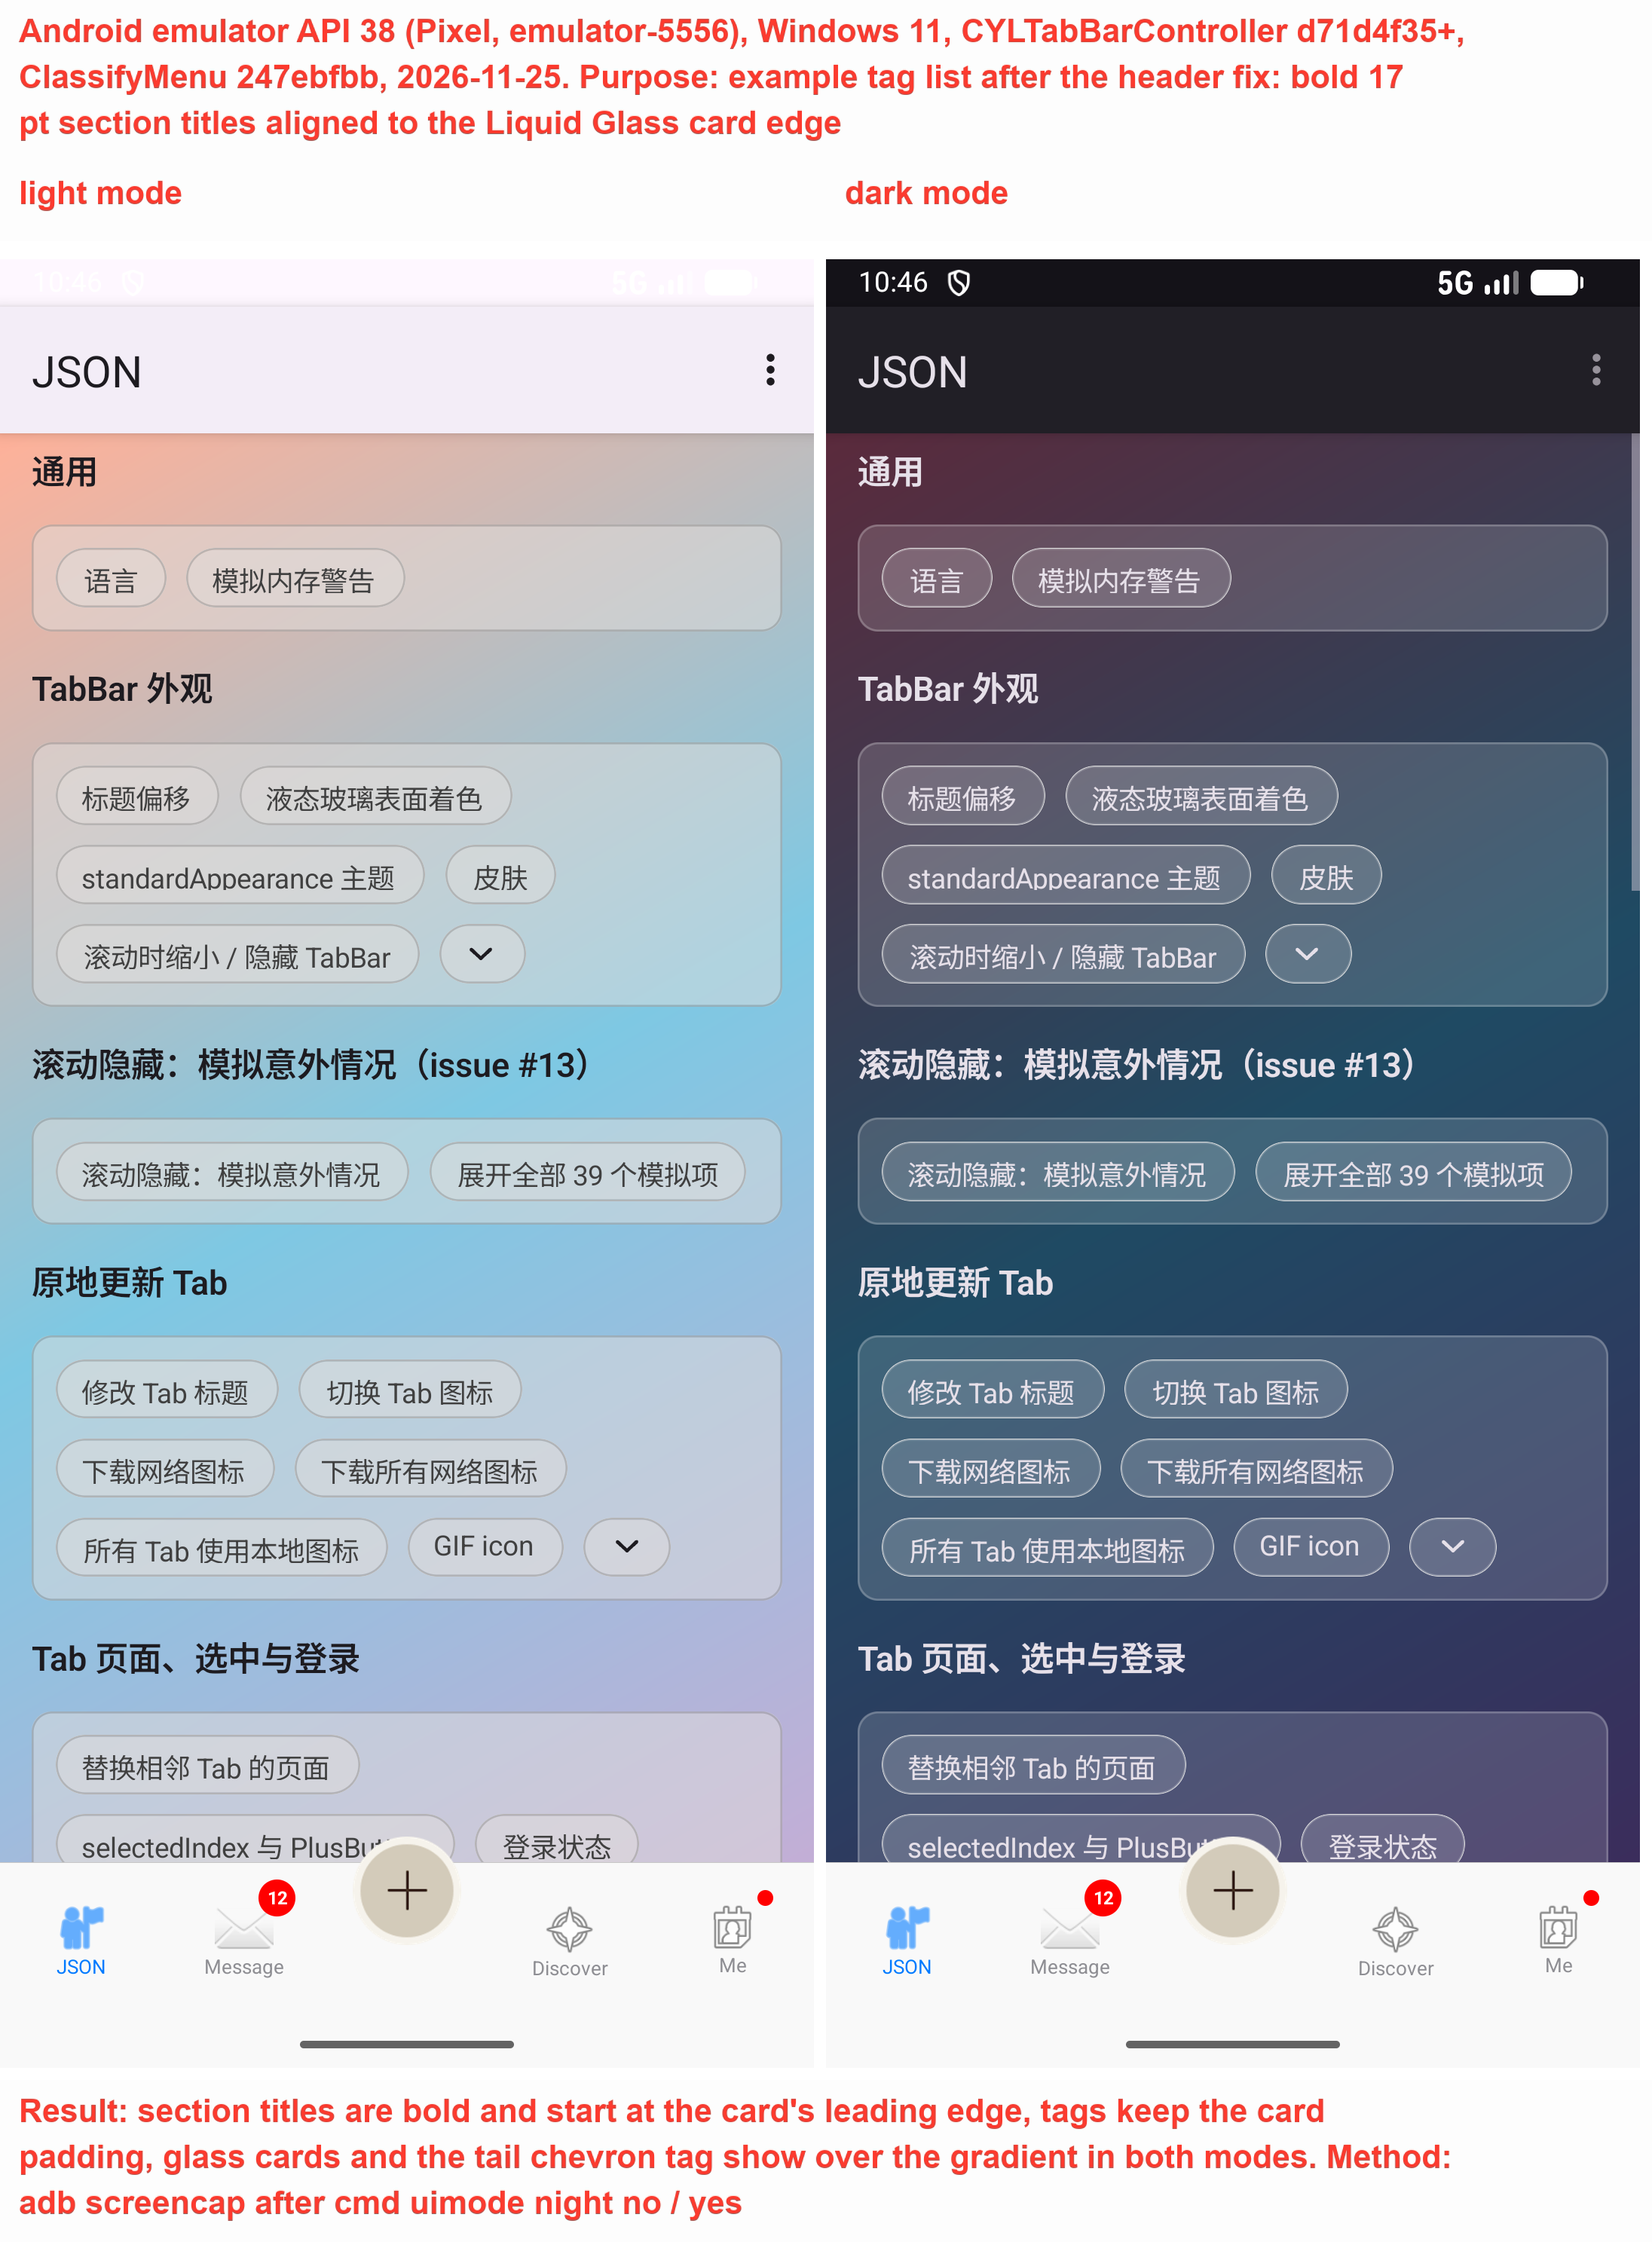 Android emulator API 38 (Pixel, emulator-5556), Windows 11, CYLTabBarController d71d4f35+,
ClassifyMenu 247ebfbb, 2026-11-25. Purpose: example tag list after the header fix: bold 17
pt section titles aligned to the Liquid Glass card edge
light mode
10:46
5G
JSON
通用
语言
模拟内存警告
TabBar 外观
标题偏移
液态玻璃表面着色
standardAppearance 主题
皮肤
滚动时缩小 / 隐藏 TabBar
滚动隐藏：模拟意外情况（issue #13）
滚动隐藏：模拟意外情况
展开全部 39 个模拟项
原地更新 Tab
修改 Tab 标题
切换 Tab 图标
下载网络图标
下载所有网络图标
所有 Tab 使用本地图标
GIF icon
Tab 页面、选中与登录
替换相邻 Tab 的页面
selectedIndex 与
登录状态
JSON
12
Message
Discover
Me
dark mode
10:46
5G
JSON
通用
语言
模拟内存警告
TabBar 外观
标题偏移
液态玻璃表面着色
standardAppearance 主题
皮肤
滚动时缩小 / 隐藏 TabBar
滚动隐藏：模拟意外情况（issue #13）
滚动隐藏：模拟意外情况
展开全部 39 个模拟项
原地更新 Tab
修改 Tab 标题
切换 Tab 图标
下载网络图标
下载所有网络图标
所有 Tab 使用本地图标
GIF icon
Tab 页面、选中与登录
替换相邻 Tab 的页面
selectedIndex 与
登录状态
JSON
12
Message
Discover
Me
Result: section titles are bold and start at the card's leading edge, tags keep the card
padding, glass cards and the tail chevron tag show over the gradient in both modes. Method:
adb screencap after cmd uimode night no / yes